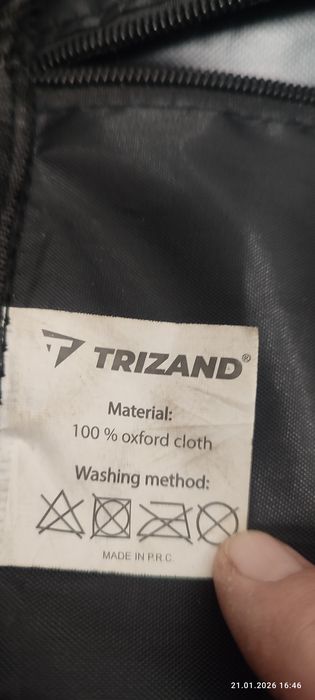 TRIZAND®
Material:
100 % oxford cloth
Washing method:
MADE IN P.R.C.
21.01.2026 16:46